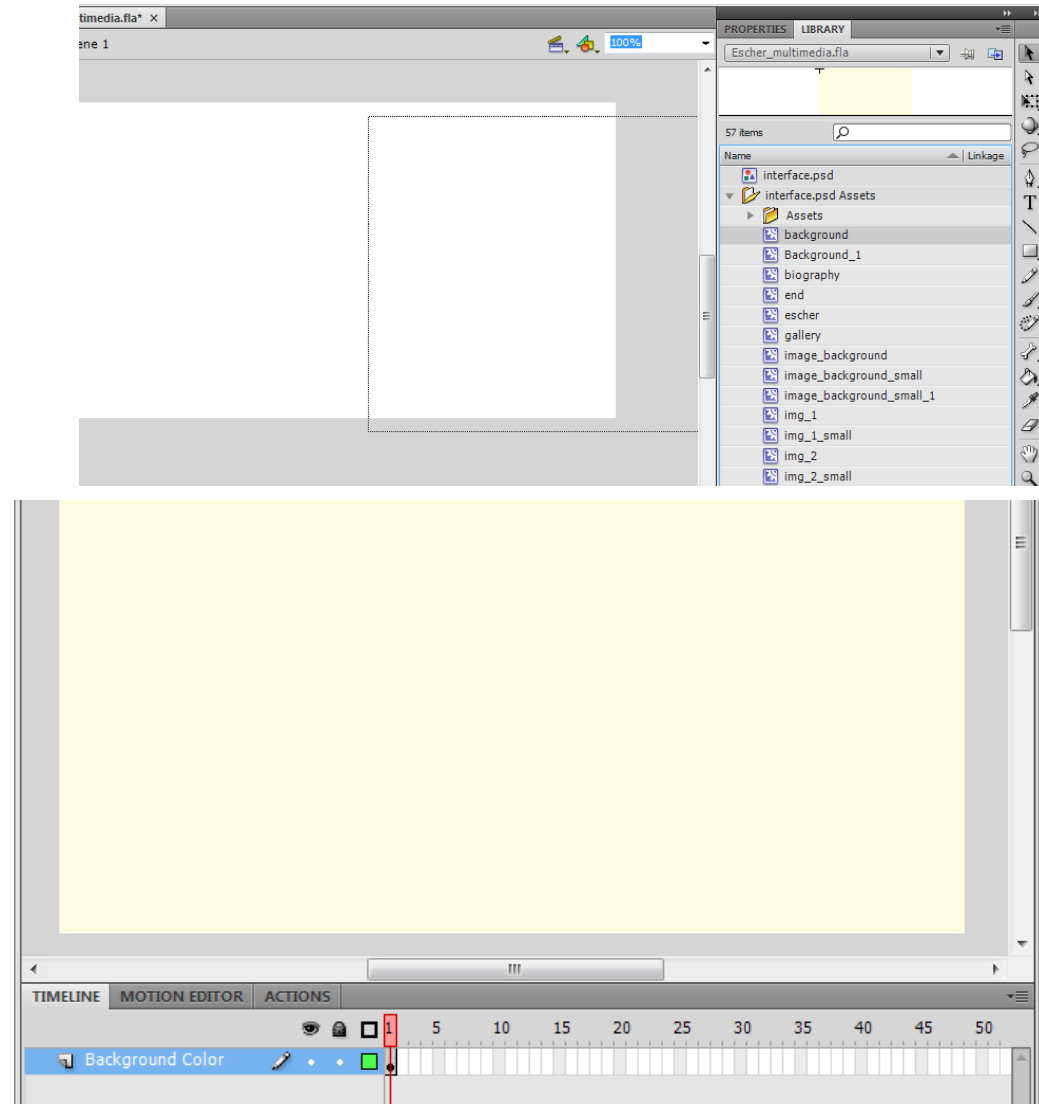 timedia.fla* ×
ene 1
100%
PROPERTIES LIBRARY
Escher_multimedia.fla
57 items
Name Linkage
interface.psd
interface.psd Assets
Assets
background
Background_1
biography
end
escher
gallery
image_background
image_background_small
image_background_small_1
img_1
img_1_small
img_2
img_2_small
T
TIMELINE MOTION EDITOR ACTIONS
1 5 10 15 20 25 30 35 40 45 50
Background Color